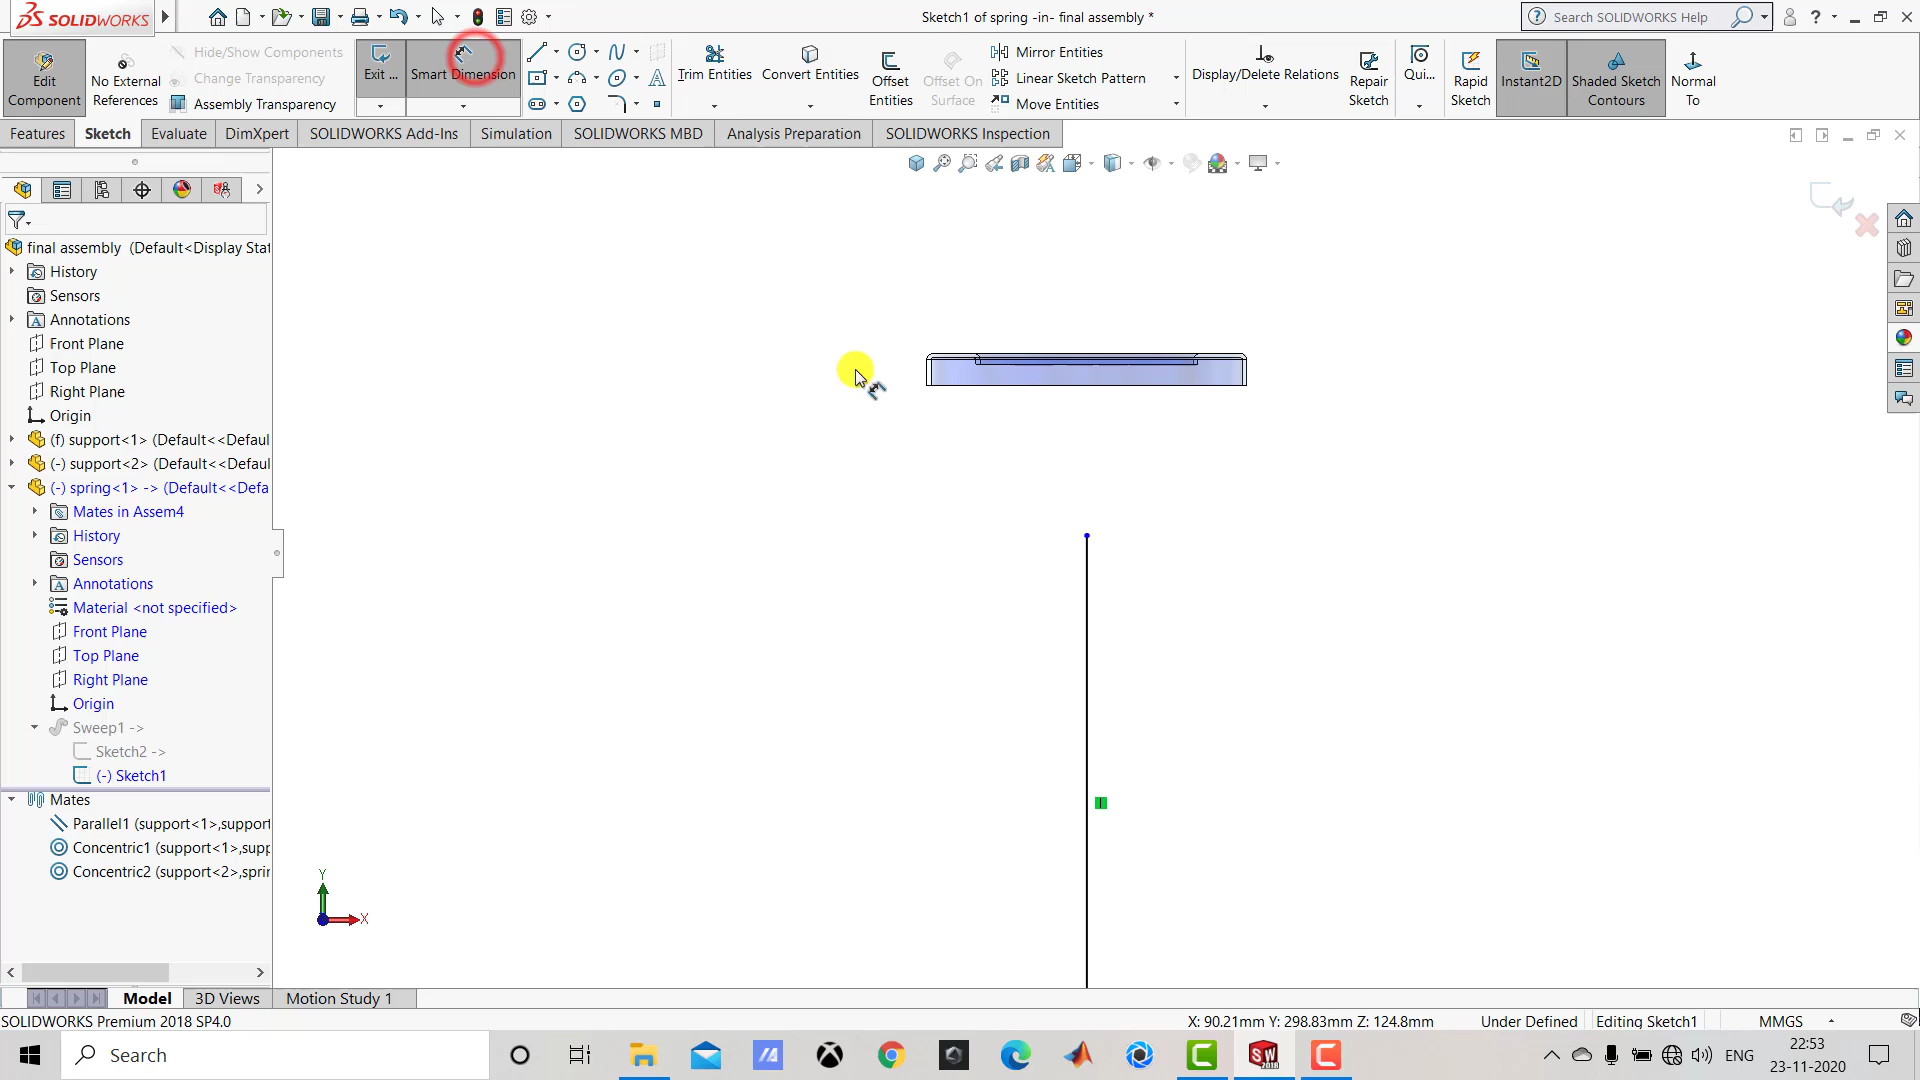 SOLIDWORKS
Sketch1 of spring -in- final assembly *
Search SOLIDWORKS Help
Edit Component
No External References
Hide/Show Components
Change Transparency
Assembly Transparency
Exit ...
Smart Dimension
Trim Entities
Convert Entities
Offset Entities
Offset On Surface
Mirror Entities
Linear Sketch Pattern
Move Entities
Display/Delete Relations
Repair Sketch
Qui...
Rapid Sketch
Instant2D
Shaded Sketch Contours
Normal To
Features
Sketch
Evaluate
DimXpert
SOLIDWORKS Add-Ins
Simulation
SOLIDWORKS MBD
Analysis Preparation
SOLIDWORKS Inspection
final assembly (Default<Display Stat
History
Sensors
Annotations
Front Plane
Top Plane
Right Plane
Origin
(f) support<1> (Default<<Defaul
(-) support<2> (Default<<Defaul
(-) spring<1> -> (Default<<Defa
Mates in Assem4
History
Sensors
Annotations
Material <not specified>
Front Plane
Top Plane
Right Plane
Origin
Sweep1 ->
Sketch2 ->
(-) Sketch1
Mates
Parallel1 (support<1>,support
Concentric1 (support<1>,supp
Concentric2 (support<2>,sprin
Y
X
Model
3D Views
Motion Study 1
SOLIDWORKS Premium 2018 SP4.0
X: 90.21mm Y: 298.83mm Z: 124.8mm
Under Defined
Editing Sketch1
MMGS
Search
SW
2018
ENG
22:53
23-11-2020